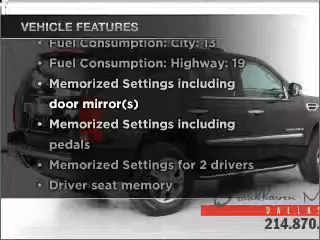 VEHICLE FEATURES
• Fuel Consumption: City: 13
• Fuel Consumption: Highway: 19
• Memorized Settings including
door mirror(s)
• Memorized Settings including
pedals
• Memorized Settings for 2 drivers
• Driver seat memory
DALLAS
214.870.